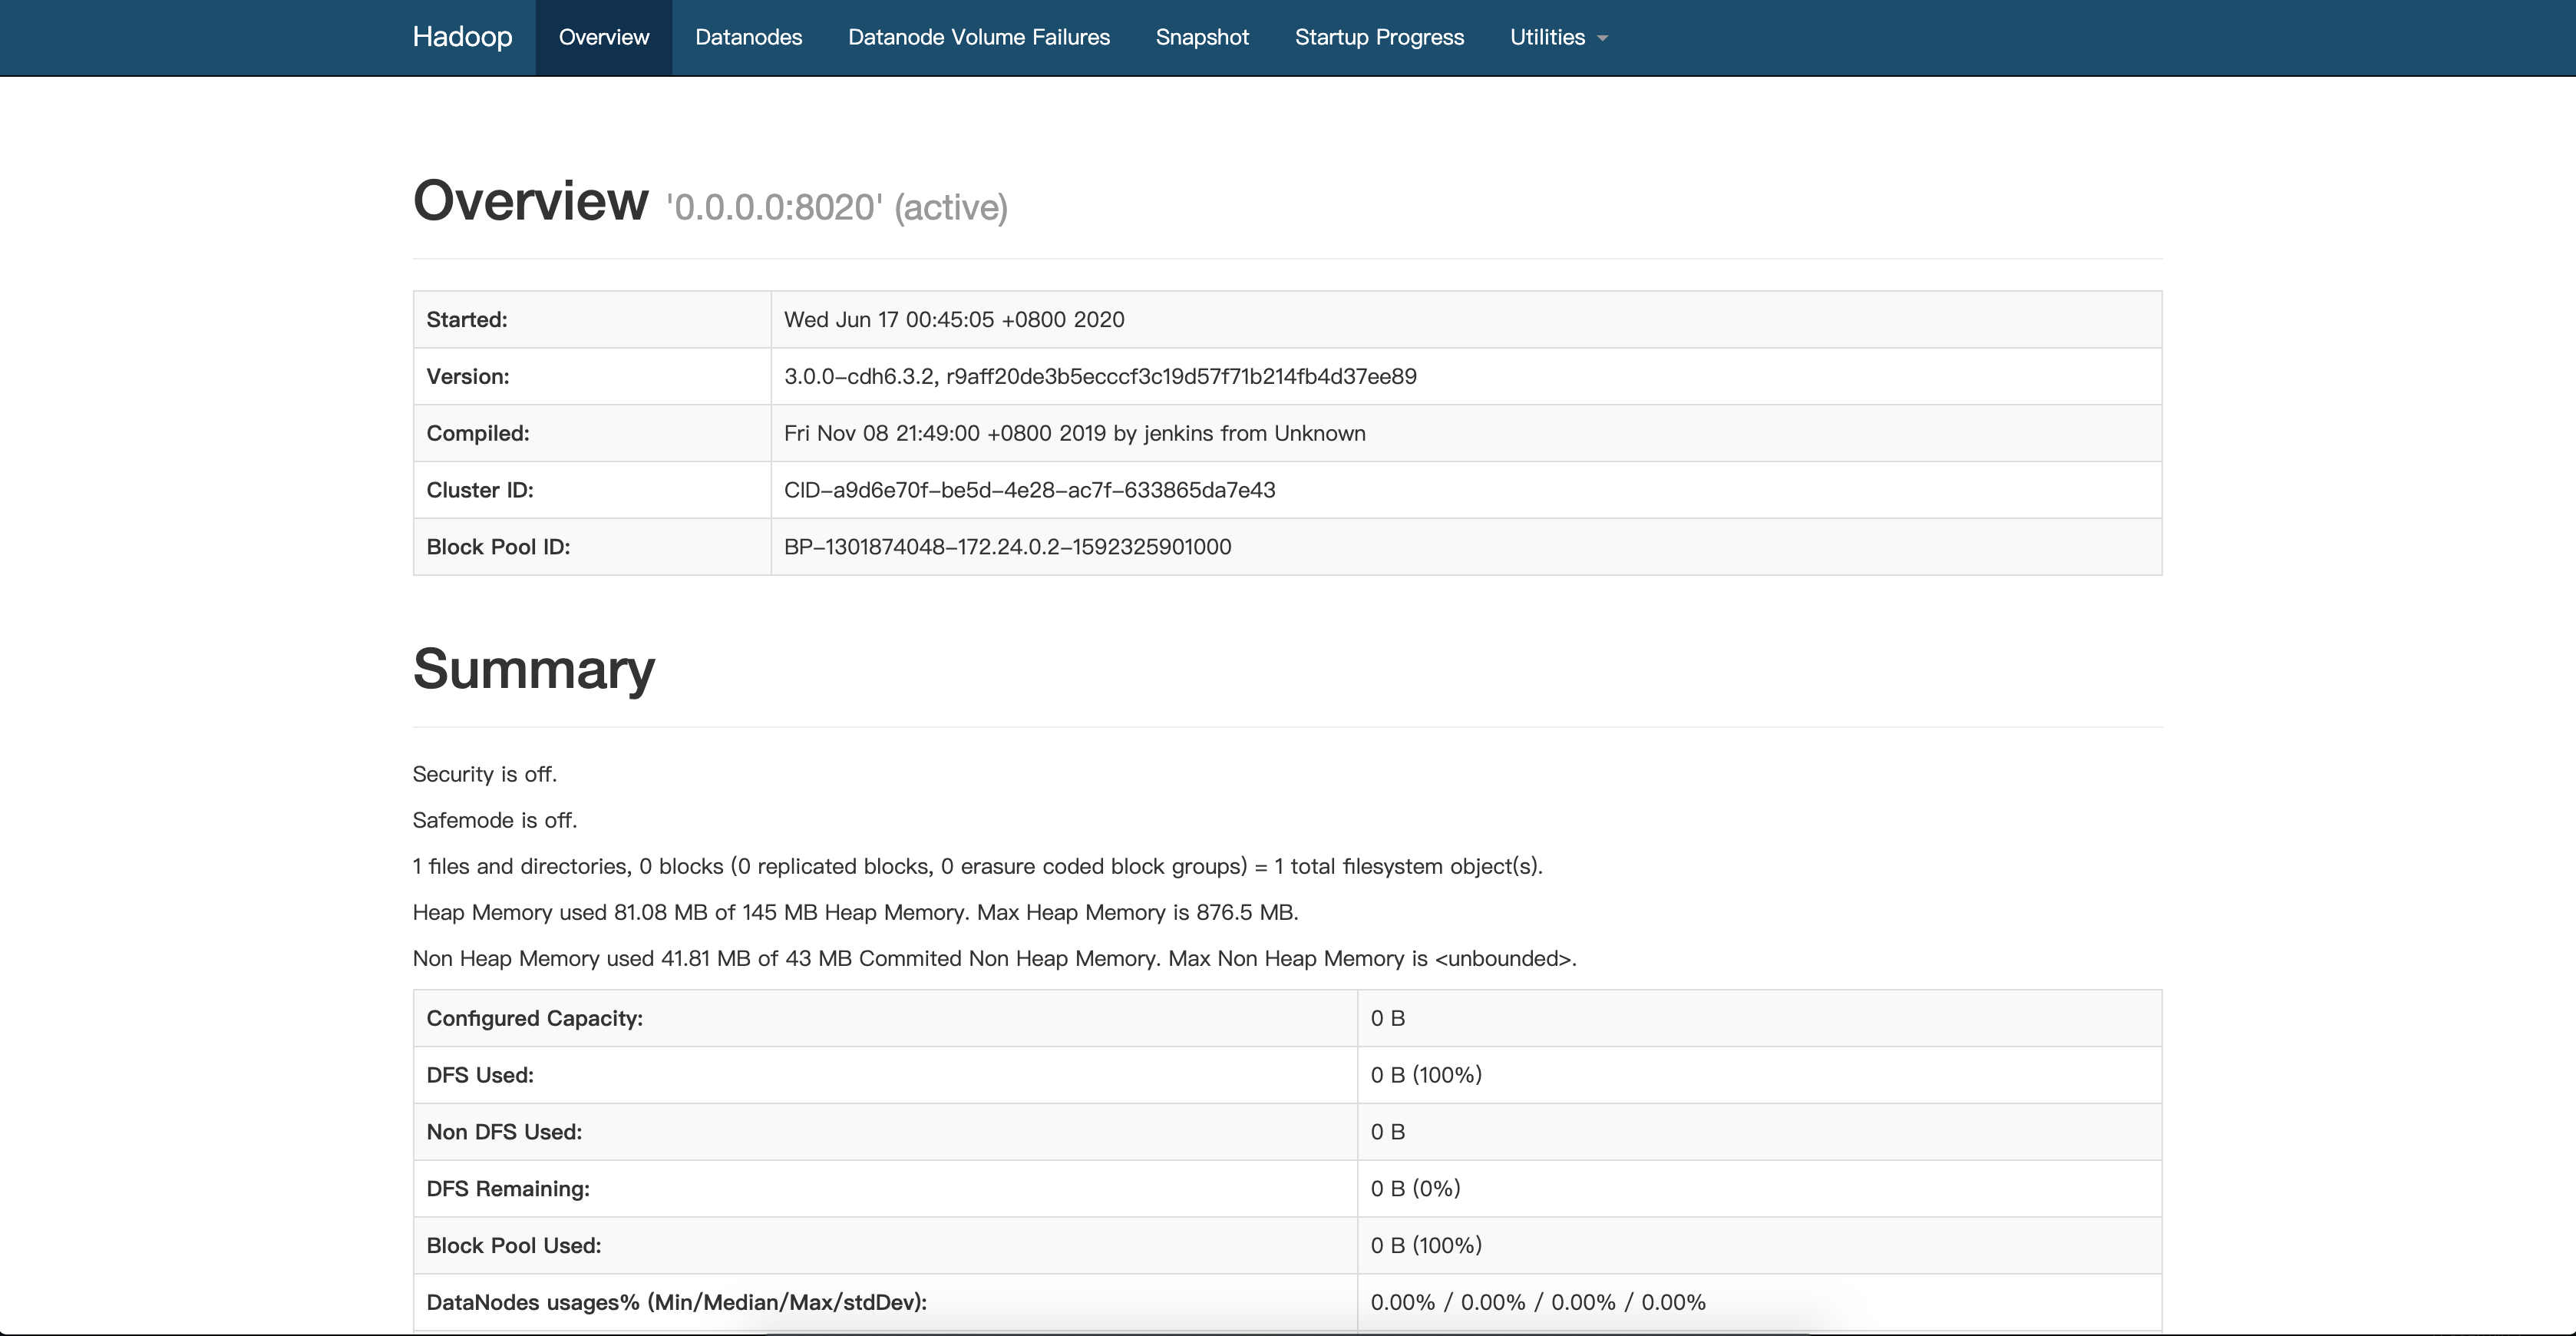 Hadoop Overview Datanodes Datanode Volume Failures Snapshot Startup Progress Utilities
Overview '0.0.0.0:8020' (active)
Started: Wed Jun 17 00:45:05 +0800 2020
Version: 3.0.0-cdh6.3.2, r9aff20de3b5ecccf3c19d57f71b214fb4d37ee89
Compiled: Fri Nov 08 21:49:00 +0800 2019 by jenkins from Unknown
Cluster ID: CID-a9d6e70f-be5d-4e28-ac7f-633865da7e43
Block Pool ID: BP-1301874048-172.24.0.2-1592325901000
Summary
Security is off.
Safemode is off.
1 files and directories, 0 blocks (0 replicated blocks, 0 erasure coded block groups) = 1 total filesystem object(s).
Heap Memory used 81.08 MB of 145 MB Heap Memory. Max Heap Memory is 876.5 MB.
Non Heap Memory used 41.81 MB of 43 MB Commited Non Heap Memory. Max Non Heap Memory is <unbounded>.
Configured Capacity: 0 B
DFS Used: 0 B (100%)
Non DFS Used: 0 B
DFS Remaining: 0 B (0%)
Block Pool Used: 0 B (100%)
DataNodes usages% (Min/Median/Max/stdDev): 0.00% / 0.00% / 0.00% / 0.00%